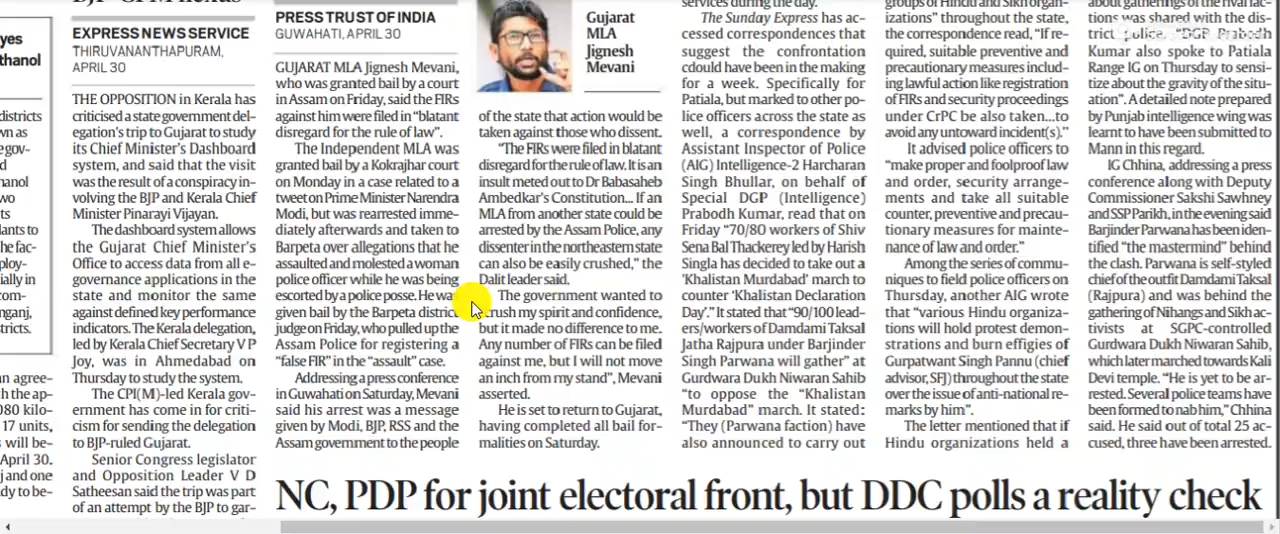 BJP-CPM nexus
yes
thanol
districts
wn as
e gov-
d
hanol
wo
ts
lants to
he fac-
ploy-
ially in
com-
nganj,
tricts.
an agree-
h the ap-
080 kilo-
17 units,
s will be-
April 30.
j and one
dy to be-
EXPRESS NEWS SERVICE
THIRUVANANTHAPURAM,
APRIL 30
THE OPPOSITION in Kerala has
criticised a state government del-
egation's trip to Gujarat to study
its Chief Minister's Dashboard
system, and said that the visit
was the result of a conspiracy in-
volving the BJP and Kerala Chief
Minister Pinarayi Vijayan.
The dashboard system allows
the Gujarat Chief Minister's
Office to access data from all e-
governance applications in the
state and monitor the same
against defined key performance
indicators. The Kerala delegation,
led by Kerala Chief Secretary V P
Joy, was in Ahmedabad on
Thursday to study the system.
The CPI(M)-led Kerala gov-
ernment has come in for criti-
cism for sending the delegation
to BJP-ruled Gujarat.
Senior Congress legislator
and Opposition Leader V D
Satheesan said the trip was part
of an attempt by the BJP to gar-
PRESS TRUST OF INDIA
GUWAHATI, APRIL 30
GUJARAT MLA Jignesh Mevani,
who was granted bail by a court
in Assam on Friday, said the FIRs
against him were filed in "blatant
disregard for the rule of law".
The Independent MLA was
granted bail by a Kokrajhar court
on Monday in a case related to a
tweet on Prime Minister Narendra
Modi, but was rearrested imme-
diately afterwards and taken to
Barpeta over allegations that he
assaulted and molested a woman
police officer while he was being
escorted by a police posse. He was
given bail by the Barpeta district
judge on Friday, who pulled up the
Assam Police for registering a
"false FIR" in the "assault" case.
Addressing a press conference
in Guwahati on Saturday, Mevani
said his arrest was a message
given by Modi, BJP, RSS and the
Assam government to the people
Gujarat
MLA
Jignesh
Mevani
of the state that action would be
taken against those who dissent.
"The FIRs were filed in blatant
disregard for the rule of law. It is an
insult meted out to Dr Babasaheb
Ambedkar's Constitution... If an
MLA from another state could be
arrested by the Assam Police, any
dissenter in the northeastern state
can also be easily crushed," the
Dalit leader said.
The government wanted to
crush my spirit and confidence,
but it made no difference to me.
Any number of FIRs can be filed
against me, but I will not move
an inch from my stand", Mevani
asserted.
He is set to return to Gujarat,
having completed all bail for-
malities on Saturday.
services during the day.
The Sunday Express has ac-
cessed correspondences that
suggest the confrontation
cdould have been in the making
for a week. Specifically for
Patiala, but marked to other po-
lice officers across the state as
well, a correspondence by
Assistant Inspector of Police
(AIG) Intelligence-2 Harcharan
Singh Bhullar, on behalf of
Special DGP (Intelligence)
Prabodh Kumar, read that on
Friday "70/80 workers of Shiv
Sena Bal Thackerey led by Harish
Singla has decided to take out a
'Khalistan Murdabad' march to
counter 'Khalistan Declaration
Day'." It stated that "90/100 lead-
ers/workers of Damdami Taksal
Jatha Rajpura under Barjinder
Singh Parwana will gather" at
Gurdwara Dukh Niwaran Sahib
"to oppose the "Khalistan
Murdabad" march. It stated:
"They (Parwana faction) have
also announced to carry out
groups of Hindu and Sikh organ-
izations" throughout the state,
the correspondence read, "If re-
quired, suitable preventive and
precautionary measures includ-
ing lawful action like registration
of FIRs and security proceedings
under CrPC be also taken...to
avoid any untoward incident(s)."
It advised police officers to
"make proper and foolproof law
and order, security arrange-
ments and take all suitable
counter, preventive and precau-
tionary measures for mainte-
nance of law and order."
Among the series of commu-
niques to field police officers on
Thursday, another AIG wrote
that "various Hindu organiza-
tions will hold protest demon-
strations and burn effigies of
Gurpatwant Singh Pannu (chief
advisor, SFJ) throughout the state
over the issue of anti-national re-
marks by him".
The letter mentioned that if
Hindu organizations held a
about gatherings of the rival fac-
tions was shared with the dis-
trict police. "DGP Prabodh
Kumar also spoke to Patiala
Range IG on Thursday to sensi-
tize about the gravity of the situ-
ation". A detailed note prepared
by Punjab intelligence wing was
learnt to have been submitted to
Mann in this regard.
IG Chhina, addressing a press
conference along with Deputy
Commissioner Sakshi Sawhney
and SSP Parikh, in the evening said
Barjinder Parwana has been iden-
tified "the mastermind" behind
the clash. Parwana is self-styled
chief of the outfit Damdami Taksal
(Rajpura) and was behind the
gathering of Nihangs and Sikh ac-
tivists at SGPC-controlled
Gurdwara Dukh Niwaran Sahib,
which later marched towards Kali
Devi temple. "He is yet to be ar-
rested. Several police teams have
been formed to nab him," Chhina
said. He said out of total 25 ac-
cused, three have been arrested.
NC, PDP for joint electoral front, but DDC polls a reality check